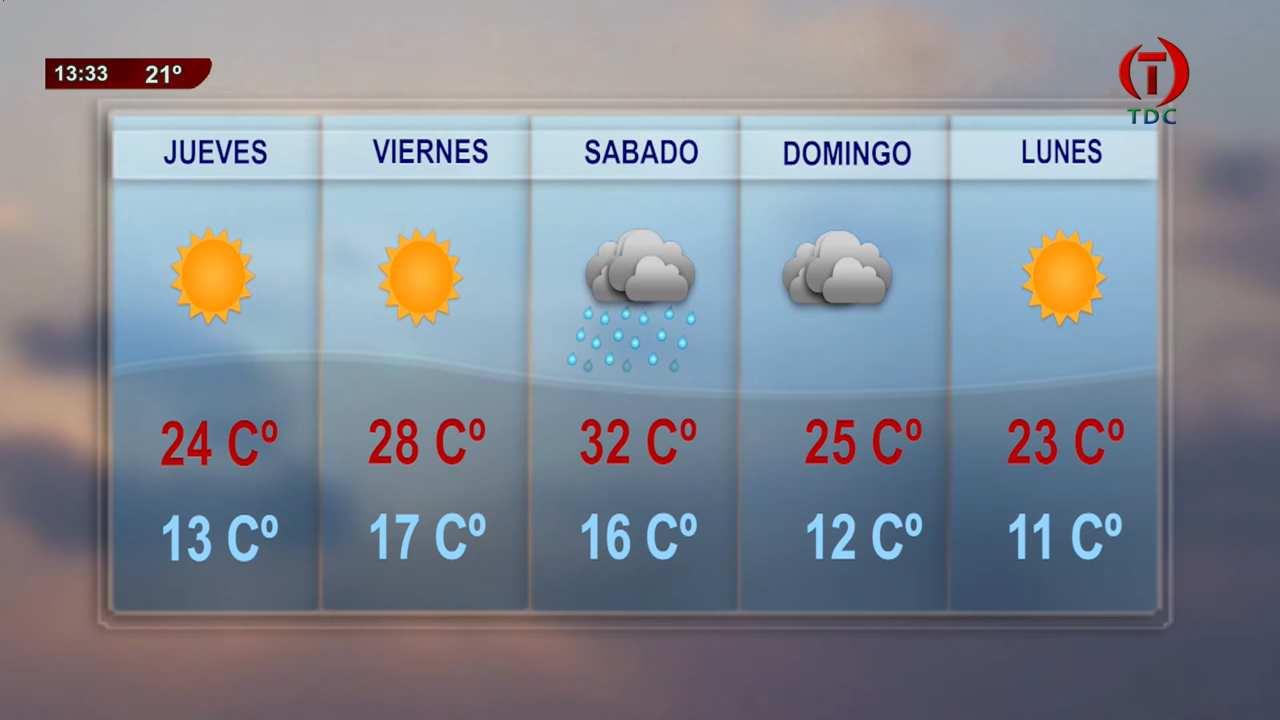 13:33 21º
TDC
JUEVES VIERNES SABADO DOMINGO LUNES
24 Cº 28 Cº 32 Cº 25 Cº 23 Cº
13 Cº 17 Cº 16 Cº 12 Cº 11 Cº